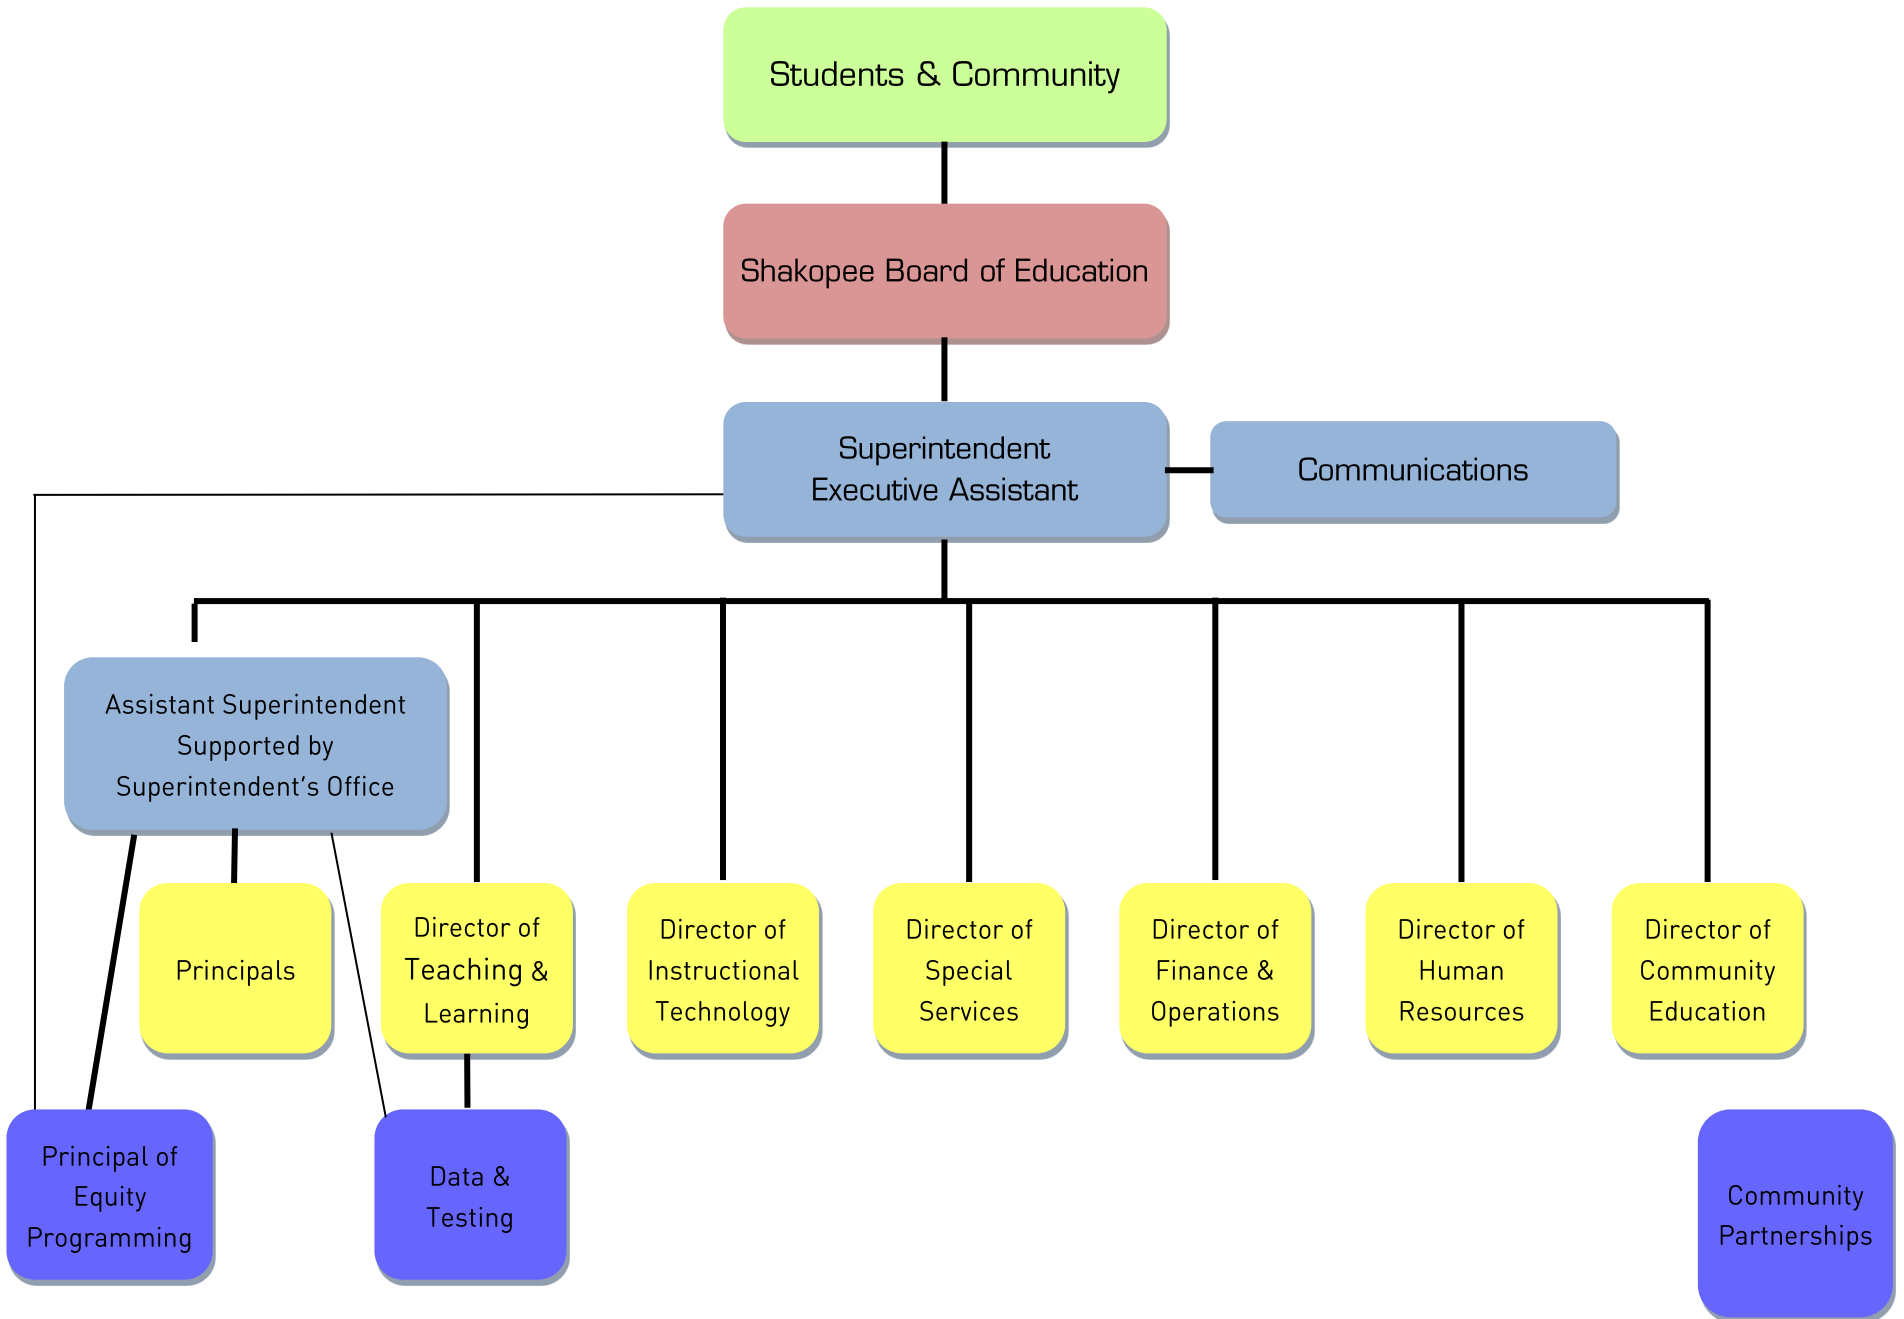 Students & Community
Shakopee Board of Education
Superintendent
Executive Assistant
Communications
Assistant Superintendent
Supported by
Superintendent’s Office
Principals
Director of
Teaching &
Learning
Director of
Instructional
Technology
Director of
Special
Services
Director of
Finance &
Operations
Director of
Human
Resources
Director of
Community
Education
Principal of
Equity
Programming
Data &
Testing
Community
Partnerships